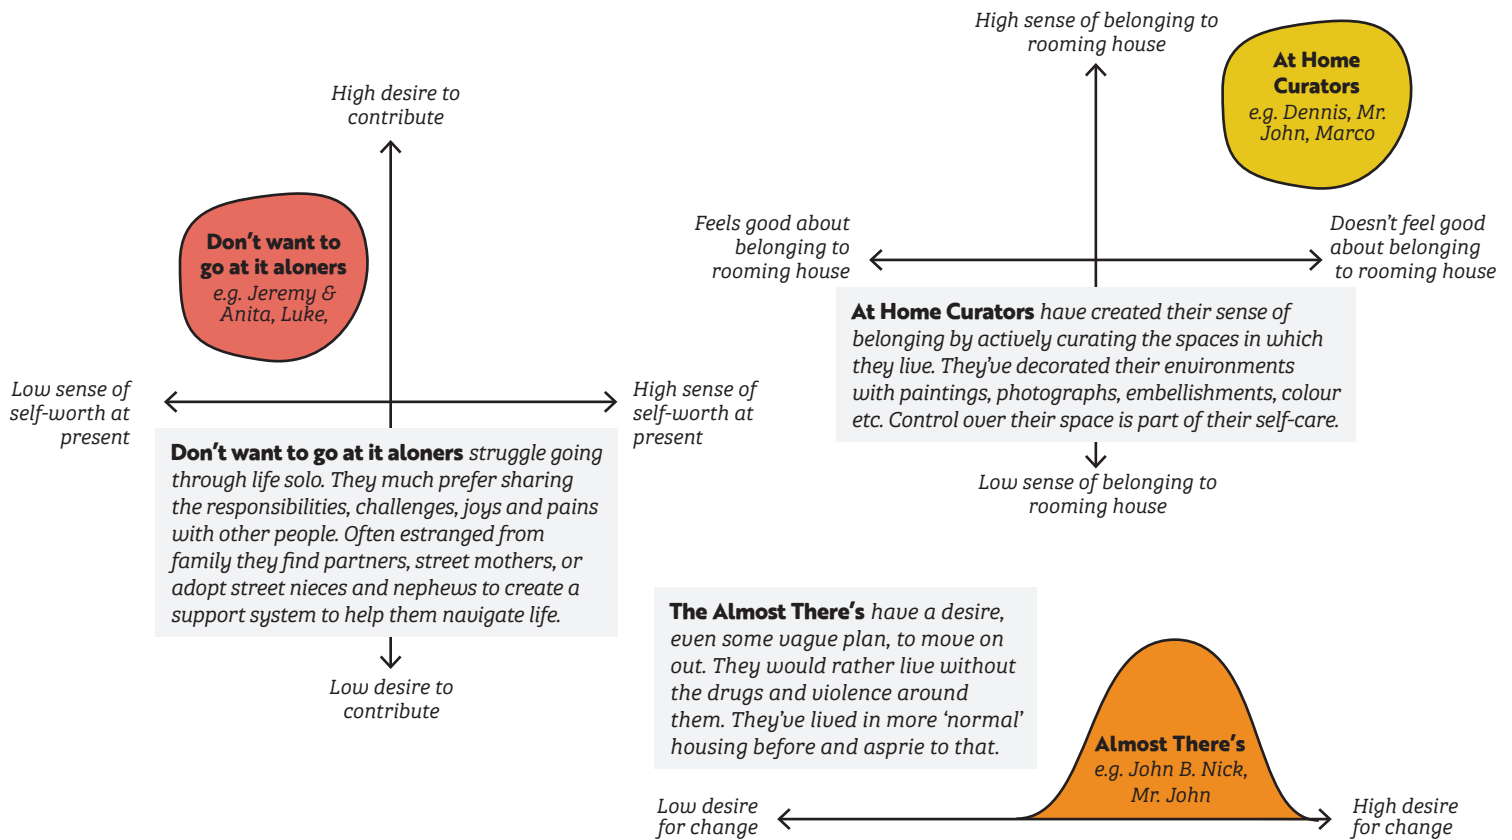 High desire to
contribute
Don't want to
go at it aloners
e.g. Jeremy &
Anita, Luke,
Low sense of
self-worth at
present
High sense of
self-worth at
present
Don't want to go at it aloners struggle going
through life solo. They much prefer sharing
the responsibilities, challenges, joys and pains
with other people. Often estranged from
family they find partners, street mothers, or
adopt street nieces and nephews to create a
support system to help them navigate life.
Low desire to
contribute
High sense of belonging to
rooming house
At Home
Curators
e.g. Dennis, Mr.
John, Marco
Feels good about
belonging to
rooming house
Doesn't feel good
about belonging
to rooming house
At Home Curators have created their sense of
belonging by actively curating the spaces in which
they live. They've decorated their environments
with paintings, photographs, embellishments, colour
etc. Control over their space is part of their self-care.
Low sense of belonging to
rooming house
The Almost There's have a desire,
even some vague plan, to move on
out. They would rather live without
the drugs and violence around
them. They've lived in more ‘normal’
housing before and asprie to that.
Almost There's
e.g. John B. Nick,
Mr. John
Low desire
for change
High desire
for change